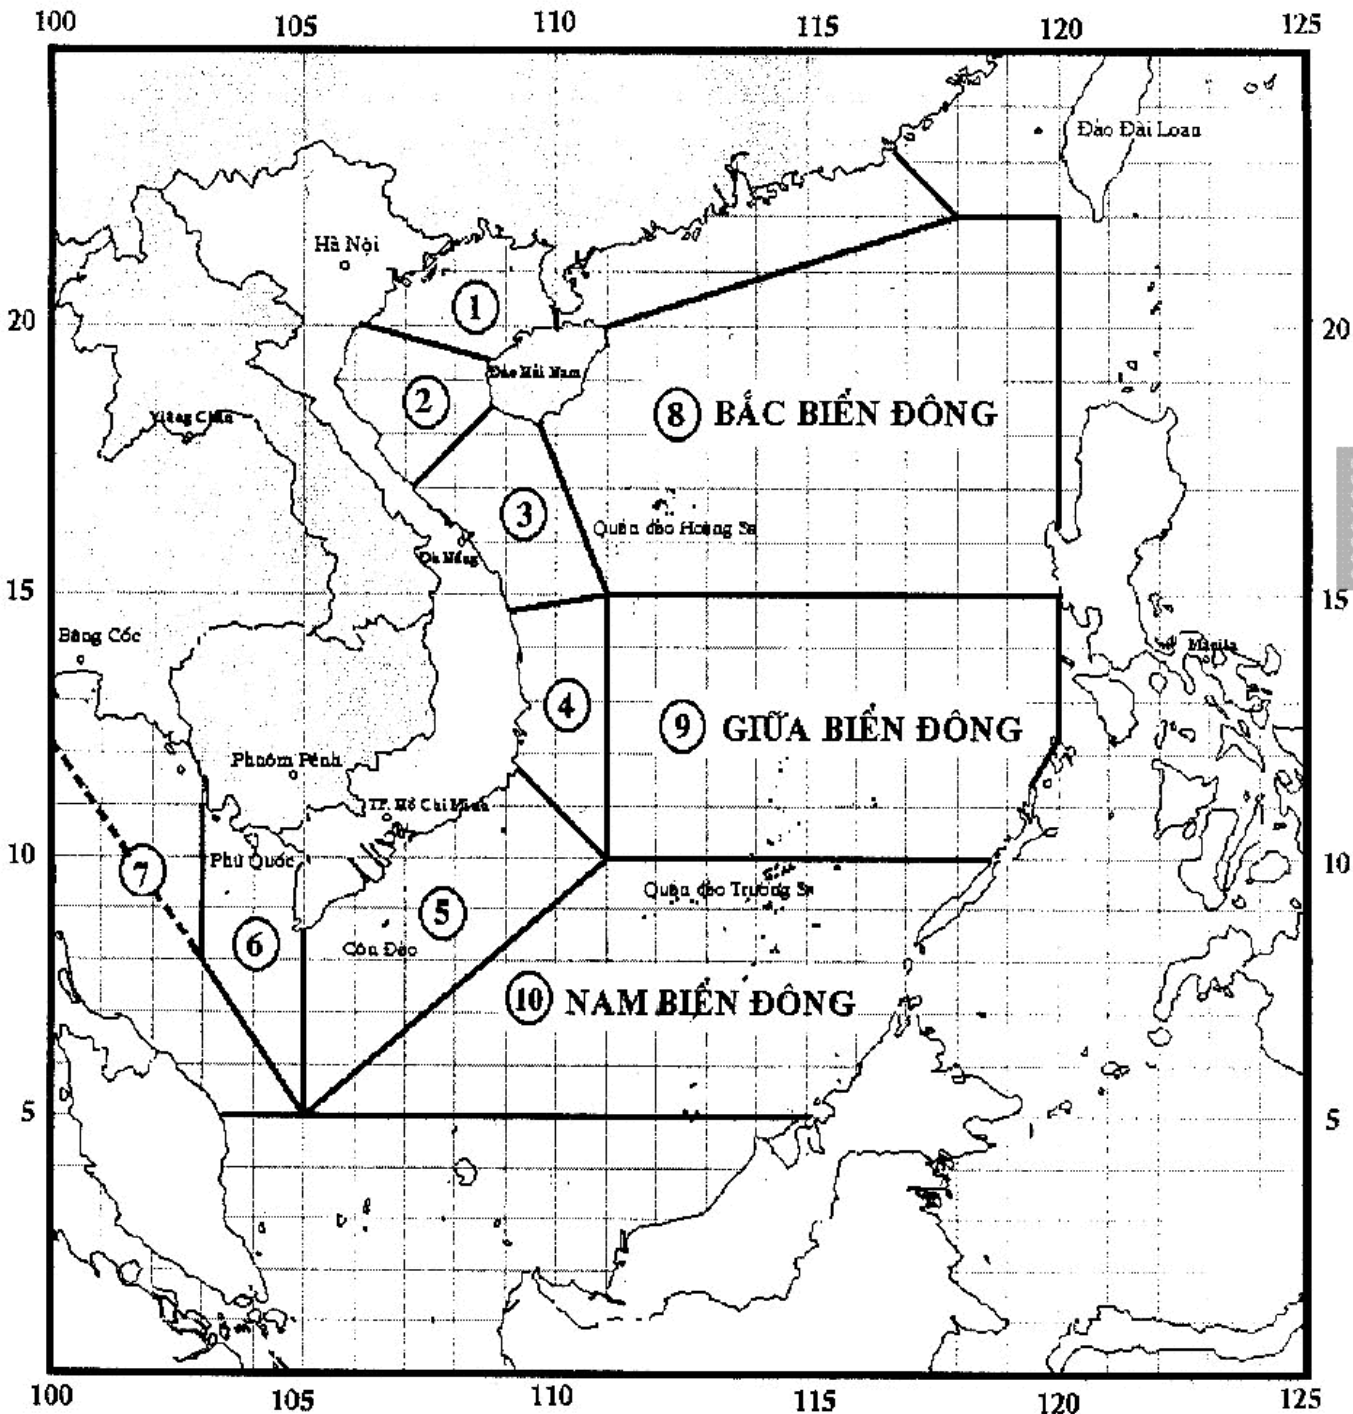 100 105 110 115 120 125
Đảo Đài Loan
Hà Nội
1
20 20
Đảo Hải Nam
2
8 BẮC BIỂN ĐÔNG
Viêng Chăn
3
Quần đảo Hoàng Sa
Đà Nẵng
15 15
Băng Cốc
Manila
4
9 GIỮA BIỂN ĐÔNG
Phnôm Pênh
TP. Hồ Chí Minh
10 10
7
Phú Quốc
Quần đảo Trường Sa
5
6
Côn Đảo
10 NAM BIỂN ĐÔNG
5 5
100 105 110 115 120 125